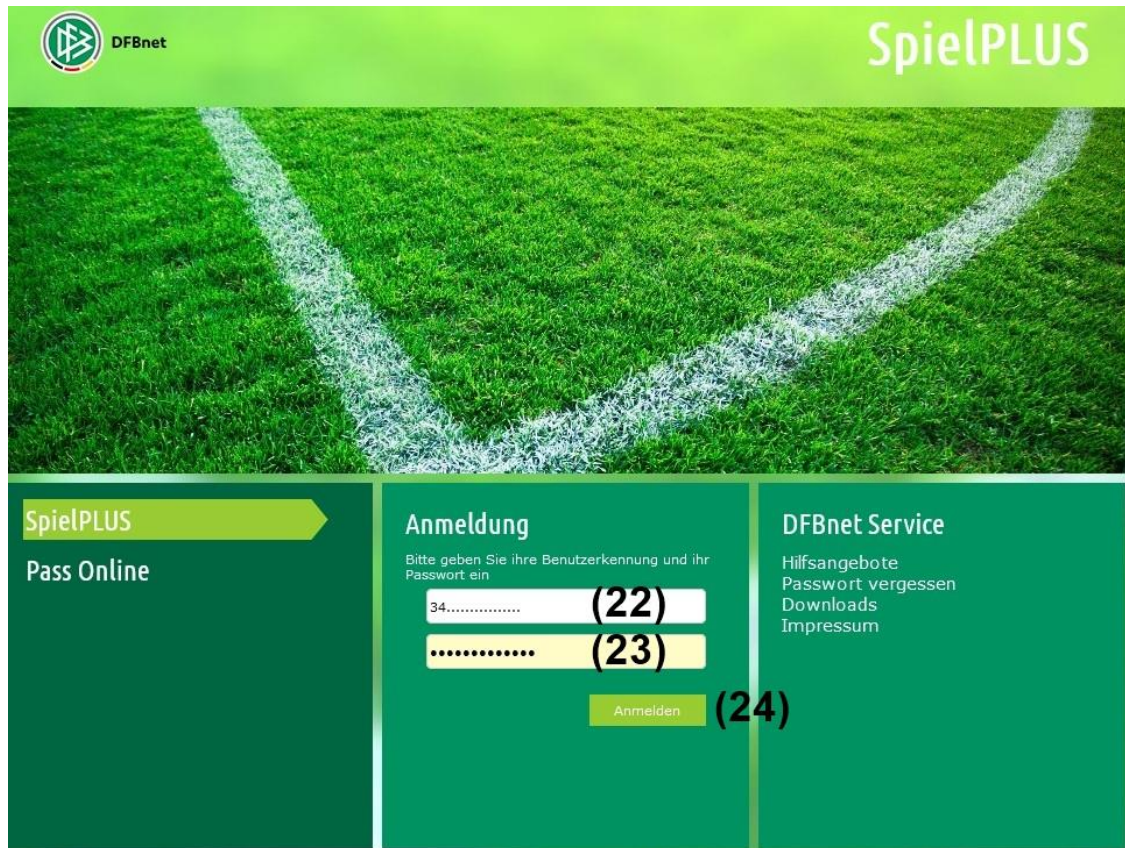 DFBnet
SpielPLUS
SpielPLUS
Pass Online
Anmeldung
Bitte geben Sie ihre Benutzerkennung und ihr
Passwort ein
34................ (22)
••••••••••••• (23)
Anmelden (24)
DFBnet Service
Hilfsangebote
Passwort vergessen
Downloads
Impressum